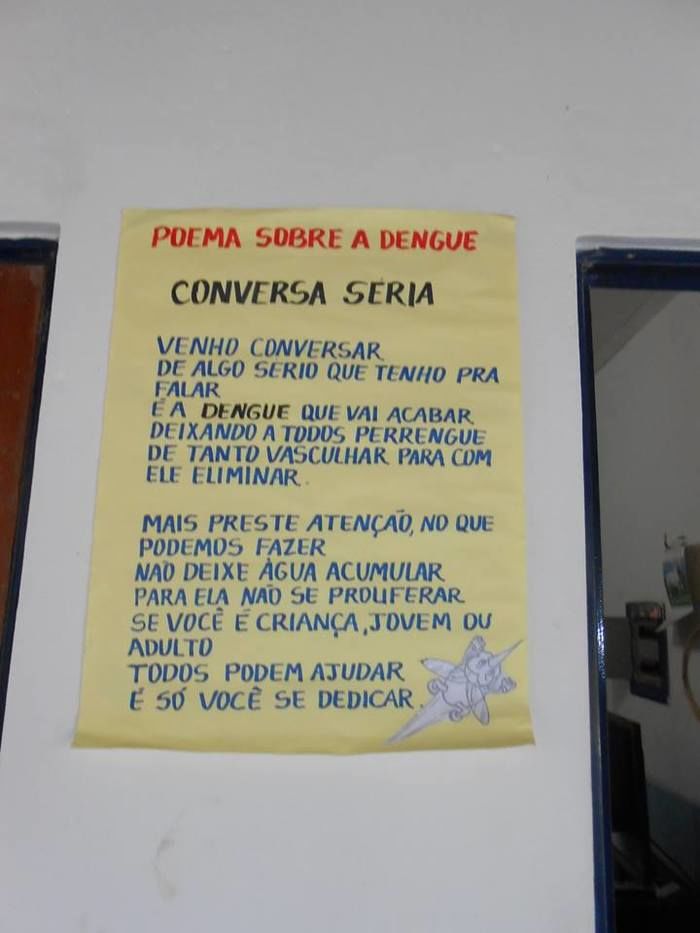 POEMA SOBRE A DENGUE
CONVERSA SERIA
VENHO CONVERSAR
DE ALGO SERIO QUE TENHO PRA
FALAR
É A DENGUE QUE VAI ACABAR
DEIXANDO A TODOS PERRENGUE
DE TANTO VASCULHAR PARA COM
ELE ELIMINAR.
MAIS PRESTE ATENÇÃO, NO QUE
PODEMOS FAZER
NÃO DEIXE ÀGUA ACUMULAR
PARA ELA NÃO SE PROLIFERAR
SE VOCÊ É CRIANÇA, JOVEM OU
ADULTO
TODOS PODEM AJUDAR
É SÓ VOCÊ SE DEDICAR.